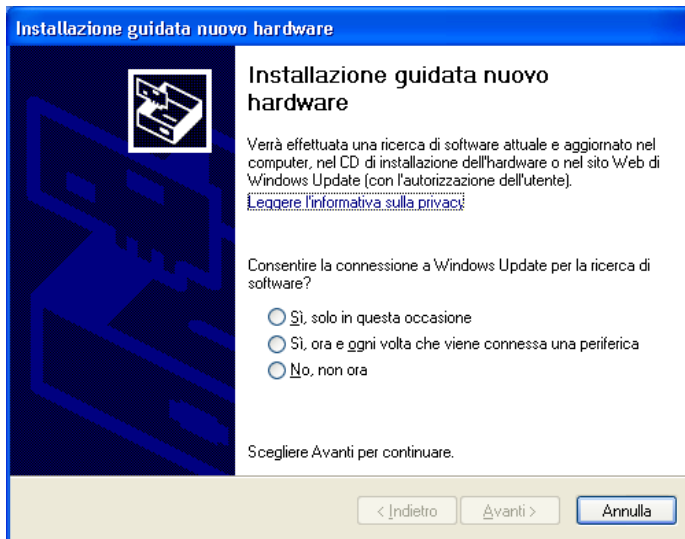 Installazione guidata nuovo hardware
Installazione guidata nuovo
hardware
Verrà effettuata una ricerca di software attuale e aggiornato nel
computer, nel CD di installazione dell'hardware o nel sito Web di
Windows Update (con l'autorizzazione dell'utente).
Leggere l'informativa sulla privacy
Consentire la connessione a Windows Update per la ricerca di
software?
Sì, solo in questa occasione
Sì, ora e ogni volta che viene connessa una periferica
No, non ora
Scegliere Avanti per continuare.
< Indietro
Avanti >
Annulla